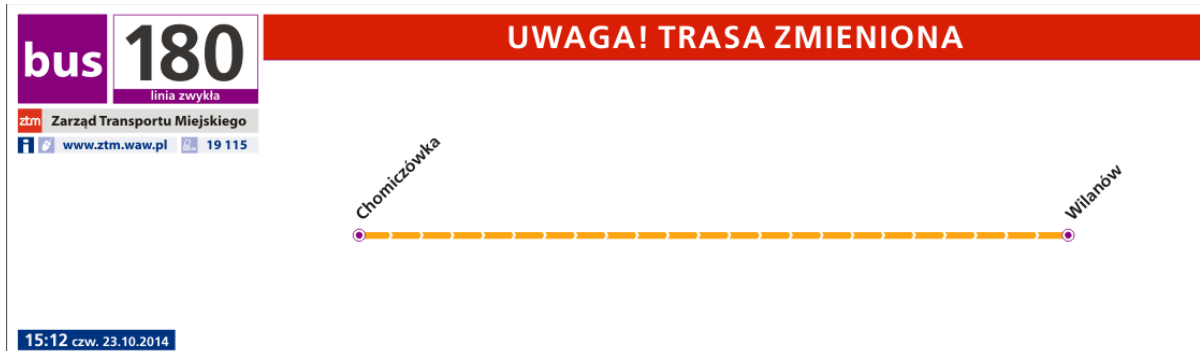 bus 180
linia zwykła
ztm Zarząd Transportu Miejskiego
www.ztm.waw.pl 19 115
UWAGA! TRASA ZMIENIONA
Chomiczówka
Wilanów
15:12 czw. 23.10.2014